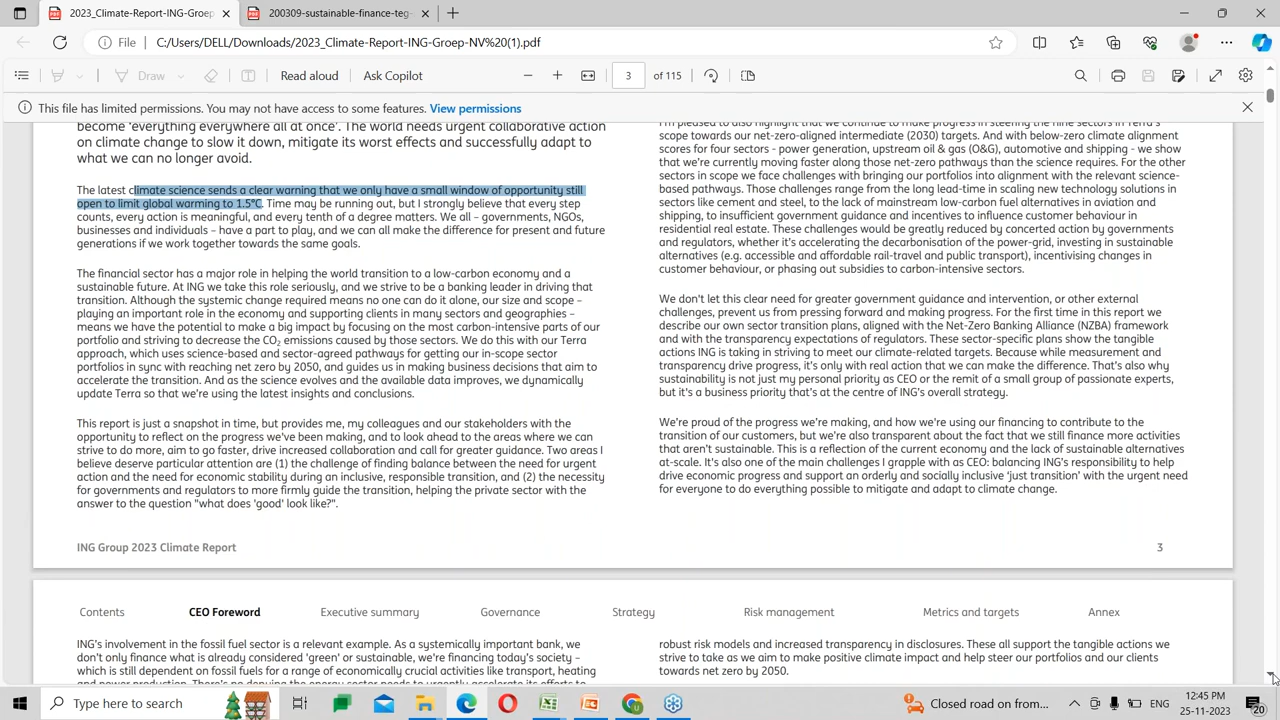 2023_Climate-Report-ING-Groep-
200309-sustainable-finance-teg-
File
C:/Users/DELL/Downloads/2023_Climate-Report-ING-Groep-NV%20(1).pdf
Draw
Read aloud
Ask Copilot
3
of 115
This file has limited permissions. You may not have access to some features. View permissions
become ‘everything everywhere all at once’. The world needs urgent collaborative action
on climate change to slow it down, mitigate its worst effects and successfully adapt to
what we can no longer avoid.
The latest climate science sends a clear warning that we only have a small window of opportunity still
open to limit global warming to 1.5°C. Time may be running out, but I strongly believe that every step
counts, every action is meaningful, and every tenth of a degree matters. We all – governments, NGOs,
businesses and individuals – have a part to play, and we can all make the difference for present and future
generations if we work together towards the same goals.
The financial sector has a major role in helping the world transition to a low-carbon economy and a
sustainable future. At ING we take this role seriously, and we strive to be a banking leader in driving that
transition. Although the systemic change required means no one can do it alone, our size and scope –
playing an important role in the economy and supporting clients in many sectors and geographies –
means we have the potential to make a big impact by focusing on the most carbon-intensive parts of our
portfolio and striving to decrease the CO₂ emissions caused by those sectors. We do this with our Terra
approach, which uses science-based and sector-agreed pathways for getting our in-scope sector
portfolios in sync with reaching net zero by 2050, and guides us in making business decisions that aim to
accelerate the transition. And as the science evolves and the available data improves, we dynamically
update Terra so that we're using the latest insights and conclusions.
This report is just a snapshot in time, but provides me, my colleagues and our stakeholders with the
opportunity to reflect on the progress we've been making, and to look ahead to the areas where we can
strive to do more, aim to go faster, drive increased collaboration and call for greater guidance. Two areas I
believe deserve particular attention are (1) the challenge of finding balance between the need for urgent
action and the need for economic stability during an inclusive, responsible transition, and (2) the necessity
for governments and regulators to more firmly guide the transition, helping the private sector with the
answer to the question "what does 'good' look like?".
I'm pleased to also highlight that we continue to make progress in steering the nine sectors in Terra's
scope towards our net-zero-aligned intermediate (2030) targets. And with below-zero climate alignment
scores for four sectors - power generation, upstream oil & gas (O&G), automotive and shipping - we show
that we're currently moving faster along those net-zero pathways than the science requires. For the other
sectors in scope we face challenges with bringing our portfolios into alignment with the relevant science-
based pathways. Those challenges range from the long lead-time in scaling new technology solutions in
sectors like cement and steel, to the lack of mainstream low-carbon fuel alternatives in aviation and
shipping, to insufficient government guidance and incentives to influence customer behaviour in
residential real estate. These challenges would be greatly reduced by concerted action by governments
and regulators, whether it's accelerating the decarbonisation of the power-grid, investing in sustainable
alternatives (e.g. accessible and affordable rail-travel and public transport), incentivising changes in
customer behaviour, or phasing out subsidies to carbon-intensive sectors.
We don't let this clear need for greater government guidance and intervention, or other external
challenges, prevent us from pressing forward and making progress. For the first time in this report we
describe our own sector transition plans, aligned with the Net-Zero Banking Alliance (NZBA) framework
and with the transparency expectations of regulators. These sector-specific plans show the tangible
actions ING is taking in striving to meet our climate-related targets. Because while measurement and
transparency drive progress, it's only with real action that we can make the difference. That's also why
sustainability is not just my personal priority as CEO or the remit of a small group of passionate experts,
but it's a business priority that's at the centre of ING's overall strategy.
We're proud of the progress we're making, and how we're using our financing to contribute to the
transition of our customers, but we're also transparent about the fact that we still finance more activities
that aren't sustainable. This is a reflection of the current economy and the lack of sustainable alternatives
at-scale. It's also one of the main challenges I grapple with as CEO: balancing ING's responsibility to help
drive economic progress and support an orderly and socially inclusive 'just transition' with the urgent need
for everyone to do everything possible to mitigate and adapt to climate change.
ING Group 2023 Climate Report
3
Contents
CEO Foreword
Executive summary
Governance
Strategy
Risk management
Metrics and targets
Annex
ING's involvement in the fossil fuel sector is a relevant example. As a systemically important bank, we
don't only finance what is already considered 'green' or sustainable, we're financing today's society –
which is still dependent on fossil fuels for a range of economically crucial activities like transport, heating
robust risk models and increased transparency in disclosures. These all support the tangible actions we
strive to take as we aim to make positive climate impact and help steer our portfolios and our clients
towards net zero by 2050.
Type here to search
Closed road on from...
12:45 PM
25-11-2023
20